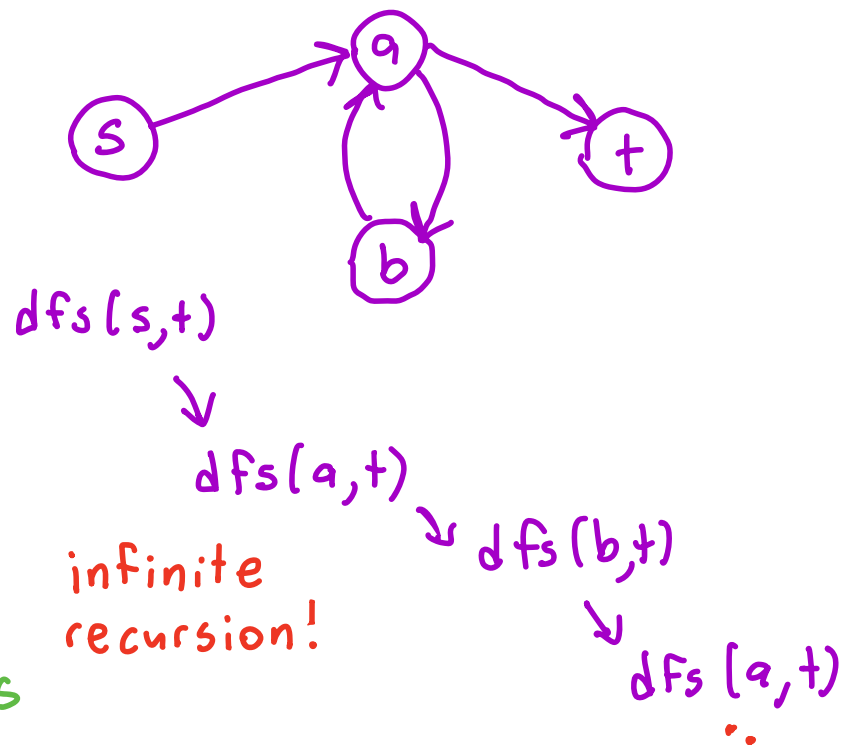 a
s
t
b
dfs(s,t)
dfs(a,t)
dfs(b,t)
infinite
recursion!
dfs(a,t)
s